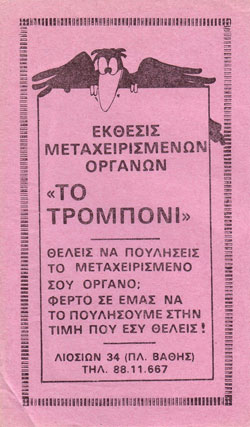 ΕΚΘΕΣΙΣ
ΜΕΤΑΧΕΙΡΙΣΜΕΝΩΝ
ΟΡΓΑΝΩΝ
«ΤΟ
ΤΡΟΜΠΟΝΙ»
ΘΕΛΕΙΣ ΝΑ ΠΟΥΛΗΣΕΙΣ
ΤΟ ΜΕΤΑΧΕΙΡΙΣΜΕΝΟ
ΣΟΥ ΟΡΓΑΝΟ;
ΦΕΡΤΟ ΣΕ ΕΜΑΣ ΝΑ
ΤΟ ΠΟΥΛΗΣΟΥΜΕ ΣΤΗΝ
ΤΙΜΗ ΠΟΥ ΕΣΥ ΘΕΛΕΙΣ!
ΛΙΟΣΙΩΝ 34 (ΠΛ. ΒΑΘΗΣ)
ΤΗΛ. 88.11.667